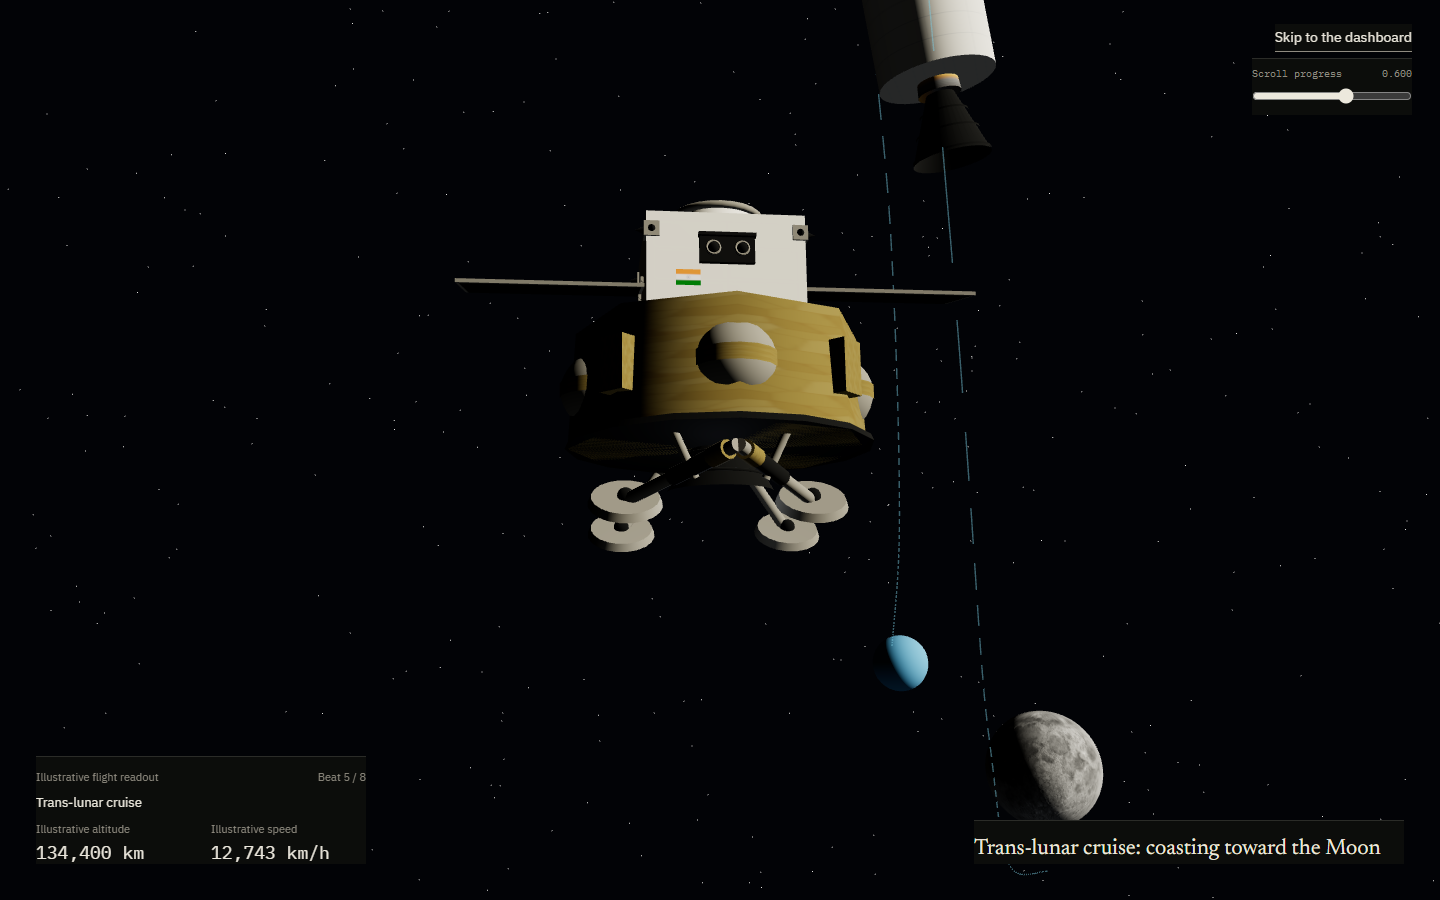 Skip to the dashboard
Scroll progress 0.600
Illustrative flight readout Beat 5 / 8
Trans-lunar cruise
Illustrative altitude Illustrative speed
134,400 km 12,743 km/h
Trans-lunar cruise: coasting toward the Moon